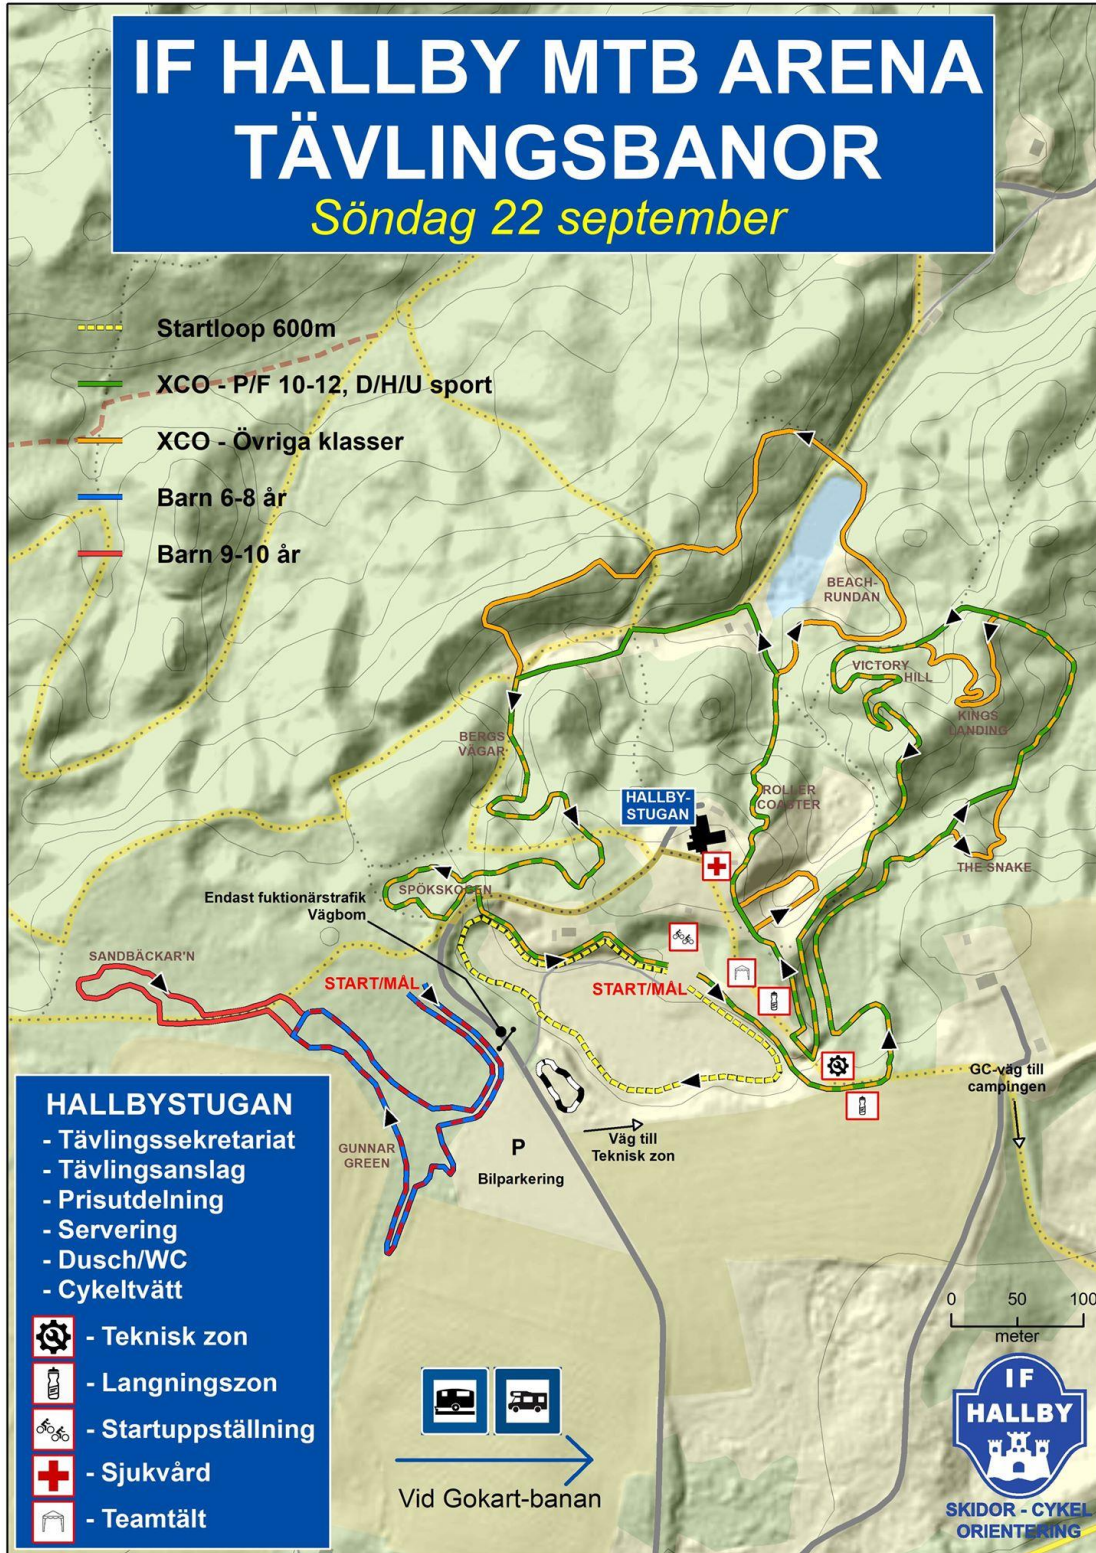 IF HALLBY MTB ARENA
TÄVLINGSBANOR
Söndag 22 september
Startloop 600m
XCO - P/F 10-12, D/H/U sport
XCO - Övriga klasser
Barn 6-8 år
Barn 9-10 år
BEACH-
RUNDAN
VICTORY
HILL
KINGS
LANDING
BERGS
VÄGAR
ROLLER
COASTER
HALLBY-
STUGAN
THE SNAKE
SPÖKSKOGEN
Endast fuktionärstrafik
Vägbom
SANDBÄCKAR'N
START/MÅL
START/MÅL
GC-väg till
campingen
GUNNAR
GREEN
Väg till
Teknisk zon
P
Bilparkering
HALLBYSTUGAN
- Tävlingssekretariat
- Tävlingsanslag
- Prisutdelning
- Servering
- Dusch/WC
- Cykeltvätt
- Teknisk zon
- Langningszon
- Startuppställning
- Sjukvård
- Teamtält
Vid Gokart-banan
0 50 100
meter
IF
HALLBY
SKIDOR - CYKEL
ORIENTERING